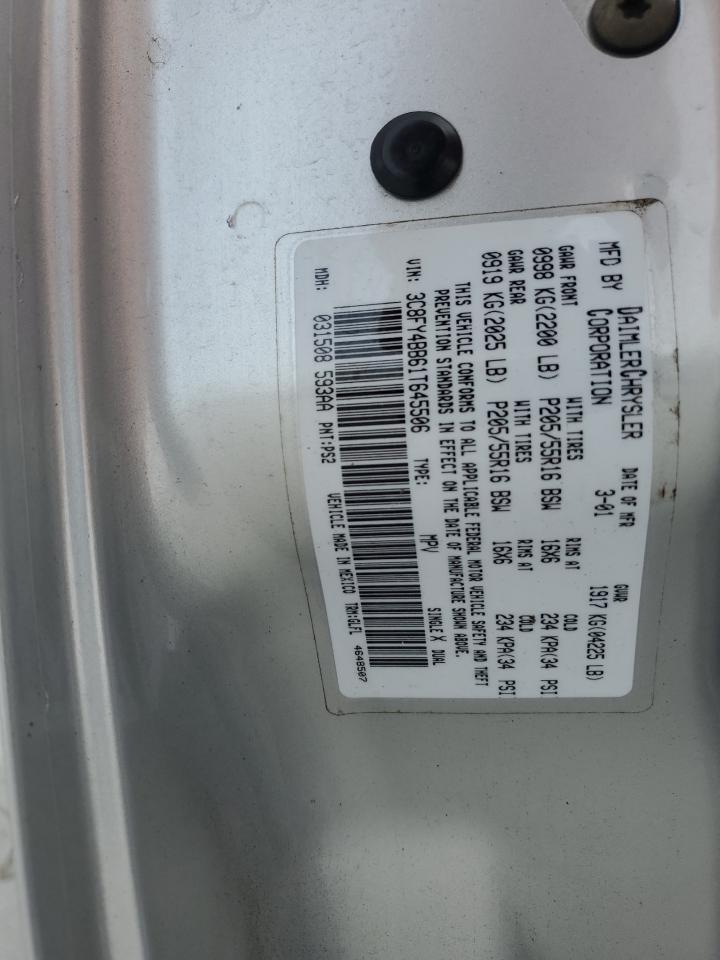 MFD BY DAIMLERCHRYSLER CORPORATION
DATE OF MFR 3-01
GVWR 1917 KG(04225 LB)
GAWR FRONT WITH TIRES RIMS AT COLD
0998 KG(2200 LB) P205/55R16 BSW 16X6 234 KPA(34 PSI
GAWR REAR WITH TIRES RIMS AT COLD
0919 KG(2025 LB) P205/55R16 BSW 16X6 234 KPA(34 PSI
THIS VEHICLE CONFORMS TO ALL APPLICABLE FEDERAL MOTOR VEHICLE SAFETY AND THEFT
PREVENTION STANDARDS IN EFFECT ON THE DATE OF MANUFACTURE SHOWN ABOVE.
VIN: 3C8FY4BB61T645506 TYPE: MPV SINGLE X DUAL
MDH: 031508 593AA PNT:PS2
VEHICLE MADE IN MEXICO TRM:GLFL 4648507